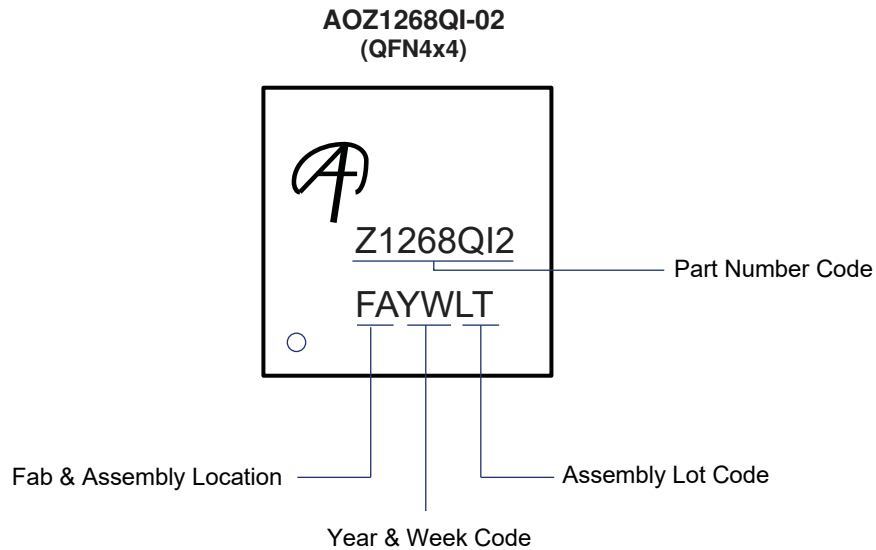 AOZ1268QI-02
(QFN4x4)
Z1268QI2
Part Number Code
FAYWLT
Fab & Assembly Location
Assembly Lot Code
Year & Week Code